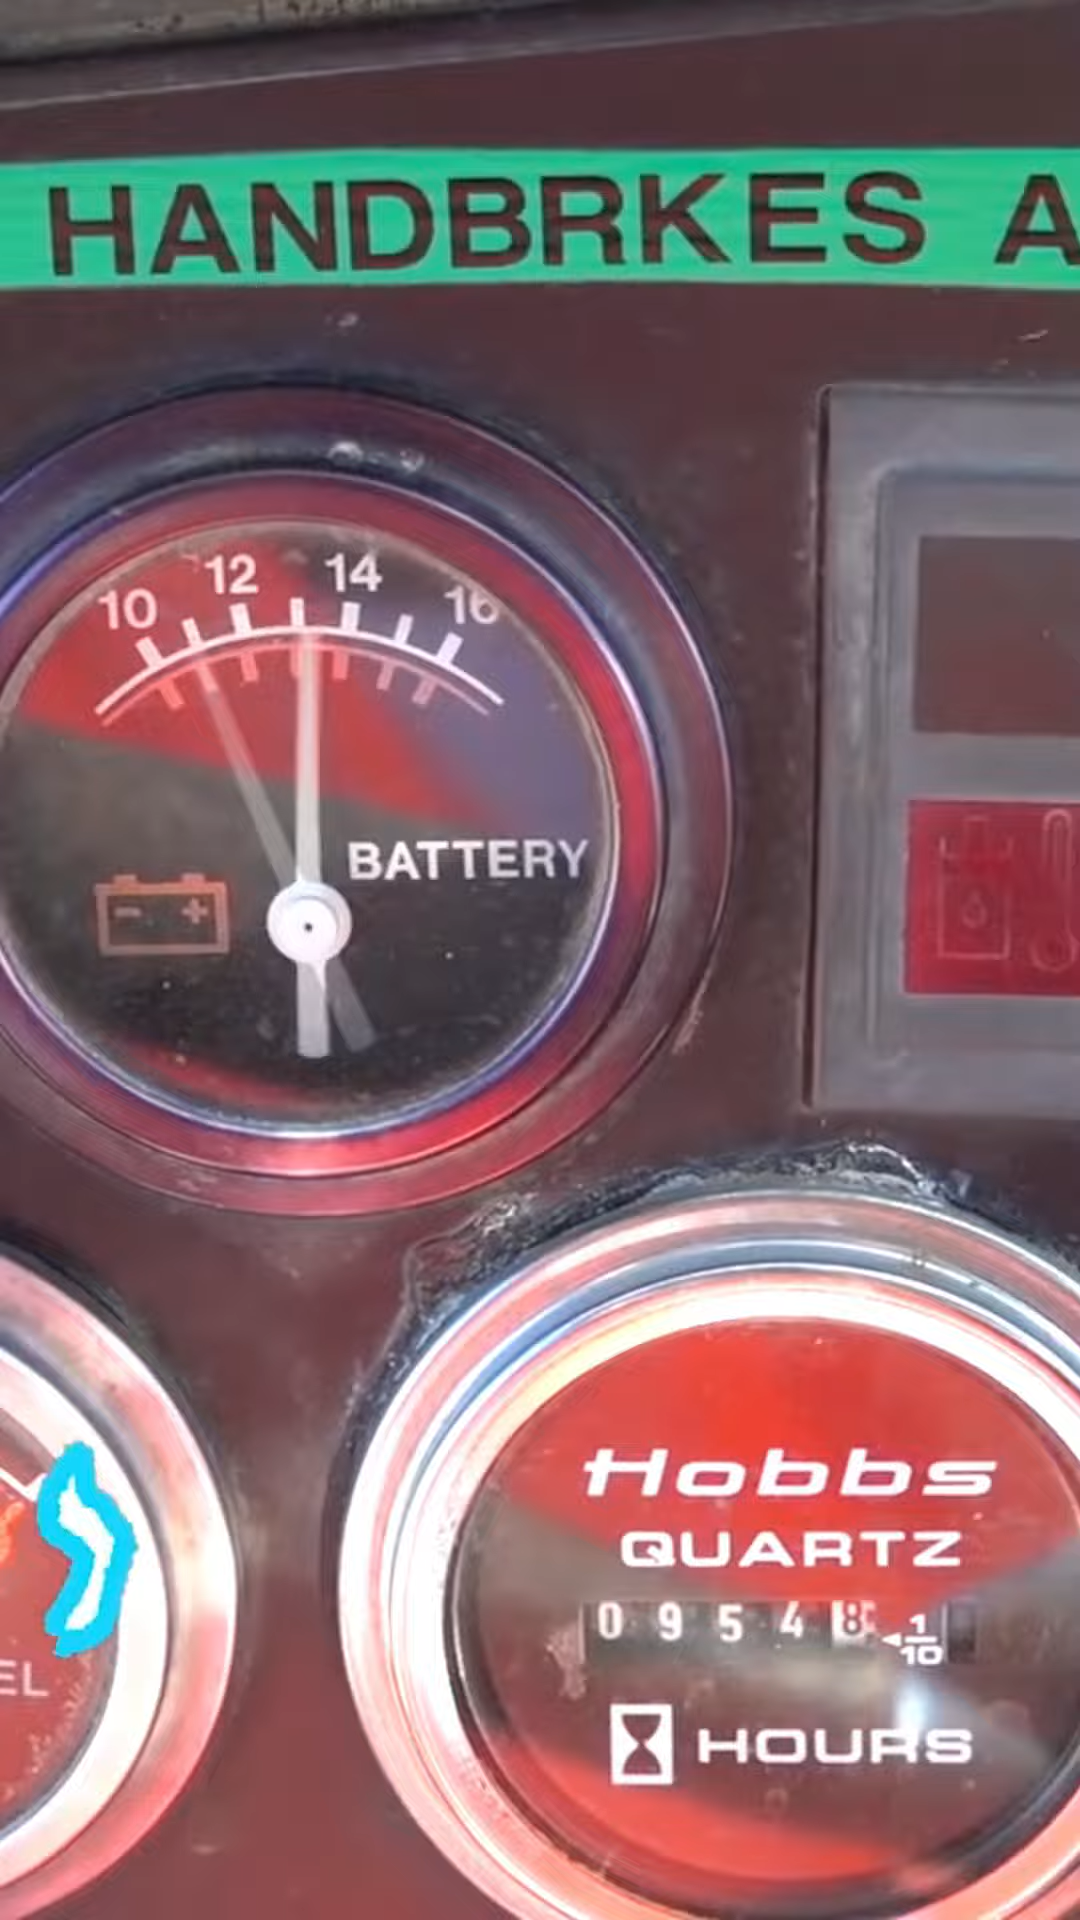 HANDBRKES A
10 12 14 16
BATTERY
- +
Hobbs
QUARTZ
0 9 5 4 8 1/10
HOURS
EL